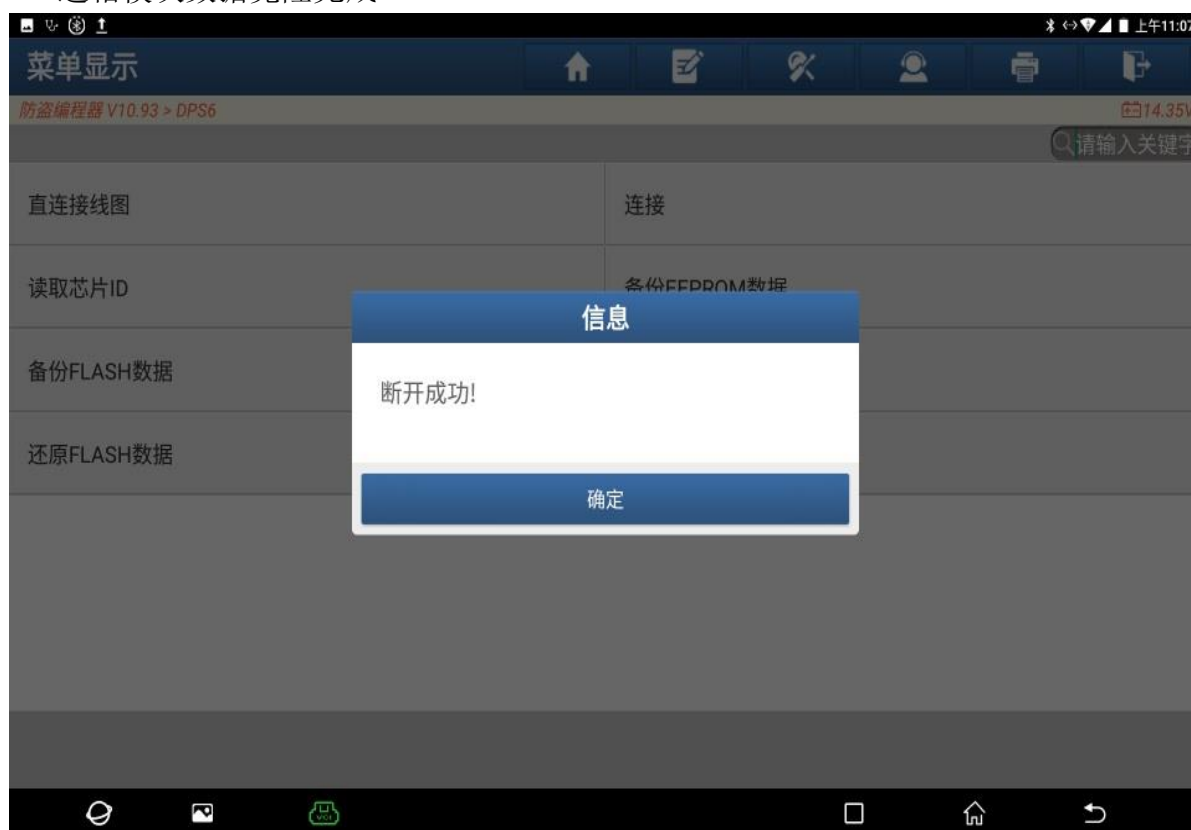 上午11:07
菜单显示
防盗编程器 V10.93 > DPS6
14.35V
请输入关键字
直连接线图
连接
读取芯片ID
备份EEPROM数据
信息
备份FLASH数据
断开成功!
还原FLASH数据
确定
VCI